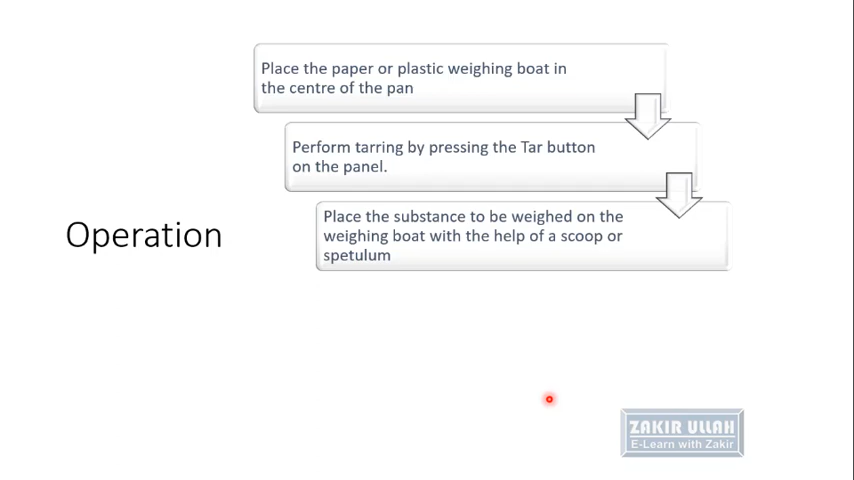 Place the paper or plastic weighing boat in
the centre of the pan
Perform tarring by pressing the Tar button
on the panel.
Operation
Place the substance to be weighed on the
weighing boat with the help of a scoop or
spetulum
ZAKIR ULLAH
E-Learn with Zakir